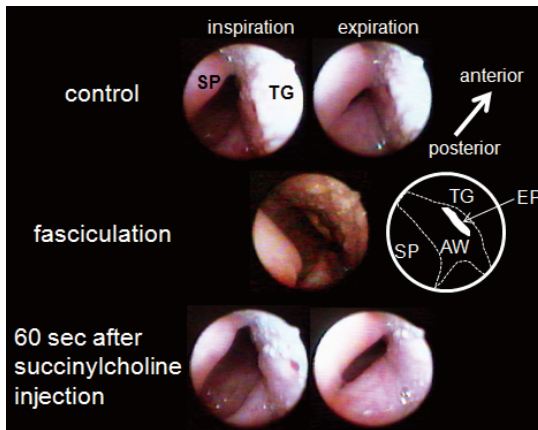 inspiration expiration
control
SP
TG
anterior
posterior
fasciculation
TG
EP
SP
AW
60 sec after
succinylcholine
injection